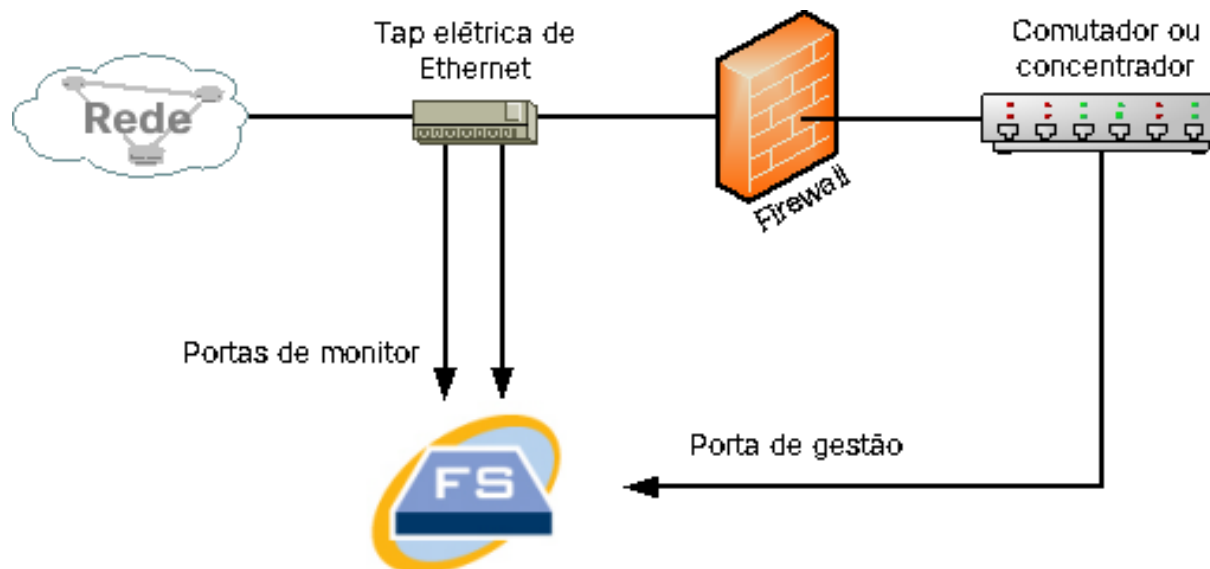 Tap elétrica de
Ethernet
Comutador ou
concentrador
Rede
Firewall
Portas de monitor
Porta de gestão
FS